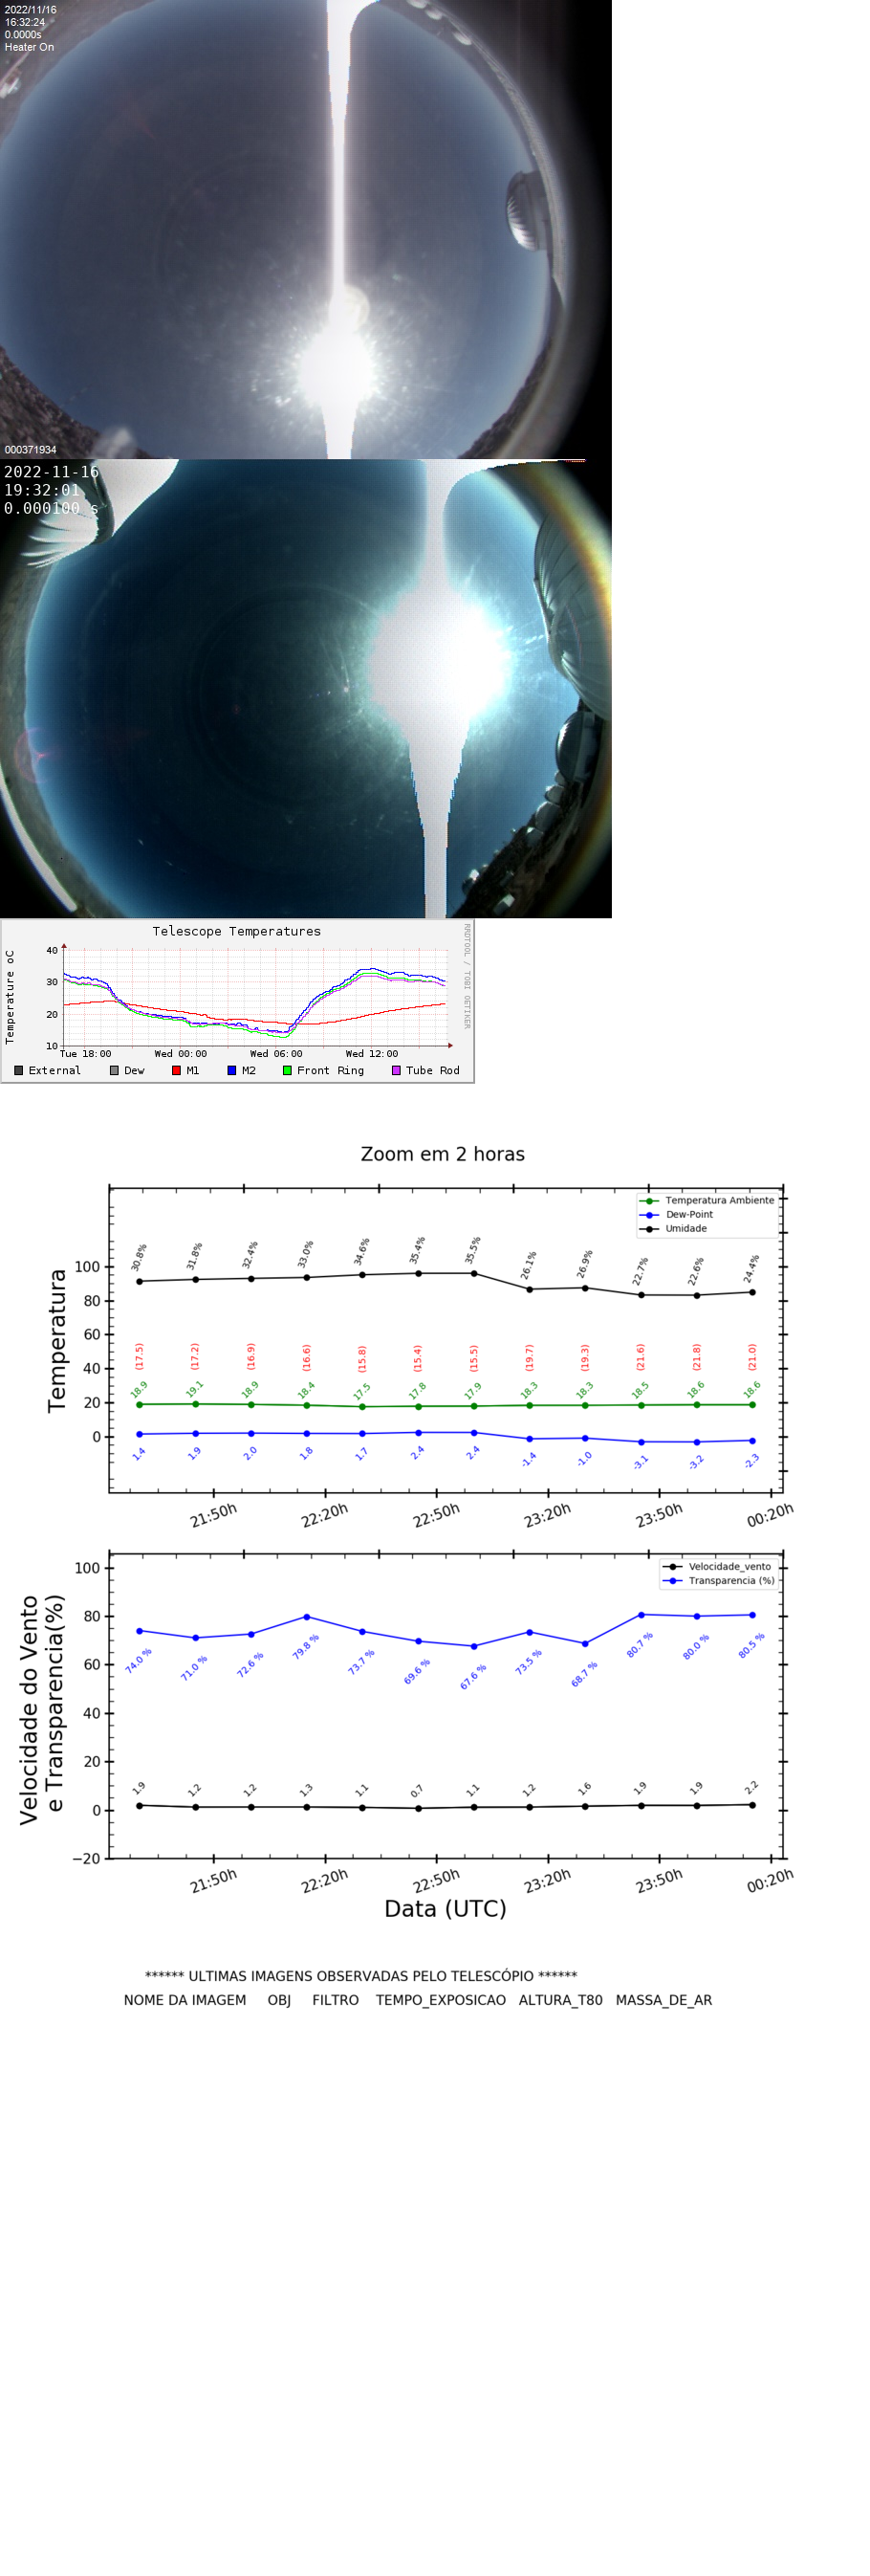 2022/11/16
16:32:24
0.0000s
Heater On
000371934
2022-11-16
19:32:01
0.000100 s
Telescope Temperatures
RRDTOOL / TOBI OETIKER
Temperature oC
40
30
20
10
Tue 18:00 Wed 00:00 Wed 06:00 Wed 12:00
External Dew M1 M2 Front Ring Tube Rod
Zoom em 2 horas
Temperatura Ambiente
Dew-Point
Umidade
Temperatura
100
80
60
40
20
0
30.8% 31.8% 32.4% 33.0% 34.6% 35.4% 35.5% 26.1% 26.9% 22.7% 22.6% 24.4%
(17.5) (17.2) (16.9) (16.6) (15.8) (15.4) (15.5) (19.7) (19.3) (21.6) (21.8) (21.0)
18.9 19.1 18.9 18.4 17.5 17.8 17.9 18.3 18.3 18.5 18.6 18.6
1.4 1.9 2.0 1.8 1.7 2.4 2.4 -1.4 -1.0 -3.1 -3.2 -2.3
21:50h 22:20h 22:50h 23:20h 23:50h 00:20h
Velocidade_vento
Transparencia (%)
Velocidade do Vento
e Transparencia(%)
100
80
60
40
20
0
−20
74.0 % 71.0 % 72.6 % 79.8 % 73.7 % 69.6 % 67.6 % 73.5 % 68.7 % 80.7 % 80.0 % 80.5 %
1.9 1.2 1.2 1.3 1.1 0.7 1.1 1.2 1.6 1.9 1.9 2.2
21:50h 22:20h 22:50h 23:20h 23:50h 00:20h
Data (UTC)
****** ULTIMAS IMAGENS OBSERVADAS PELO TELESCÓPIO ******
NOME DA IMAGEM OBJ FILTRO TEMPO_EXPOSICAO ALTURA_T80 MASSA_DE_AR